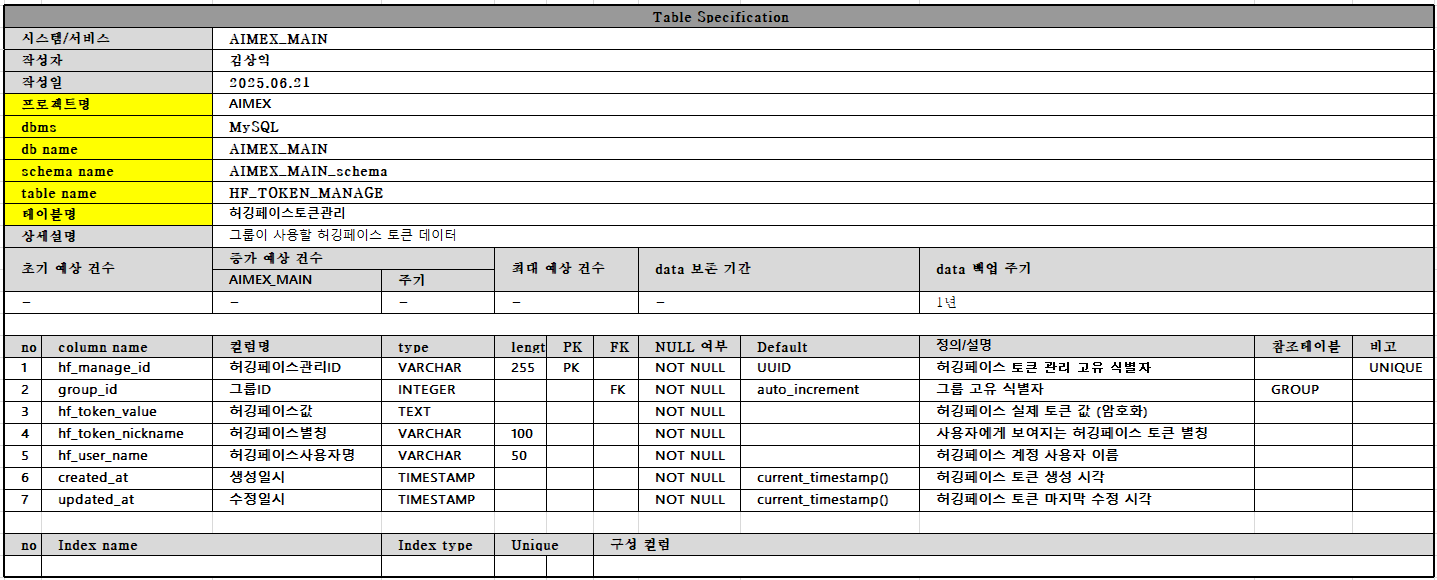 Table Specification
시스템/서비스 AIMEX_MAIN
작성자 김상익
작성일 2025.06.21
프로젝트명 AIMEX
dbms MySQL
db name AIMEX_MAIN
schema name AIMEX_MAIN_schema
table name HF_TOKEN_MANAGE
테이블명 허깅페이스토큰관리
상세설명 그룹이 사용할 허깅페이스 토큰 데이터
초기 예상 건수 증가 예상 건수 최대 예상 건수 data 보존 기간 data 백업 주기
AIMEX_MAIN 주기
– – – – – 1년
no column name 컬럼명 type lengt PK FK NULL 여부 Default 정의/설명 참조테이블 비고
1 hf_manage_id 허깅페이스관리ID VARCHAR 255 PK NOT NULL UUID 허깅페이스 토큰 관리 고유 식별자 UNIQUE
2 group_id 그룹ID INTEGER FK NOT NULL auto_increment 그룹 고유 식별자 GROUP
3 hf_token_value 허깅페이스값 TEXT NOT NULL 허깅페이스 실제 토큰 값 (암호화)
4 hf_token_nickname 허깅페이스별칭 VARCHAR 100 NOT NULL 사용자에게 보여지는 허깅페이스 토큰 별칭
5 hf_user_name 허깅페이스사용자명 VARCHAR 50 NOT NULL 허깅페이스 계정 사용자 이름
6 created_at 생성일시 TIMESTAMP NOT NULL current_timestamp() 허깅페이스 토큰 생성 시각
7 updated_at 수정일시 TIMESTAMP NOT NULL current_timestamp() 허깅페이스 토큰 마지막 수정 시각
no Index name Index type Unique 구성 컬럼